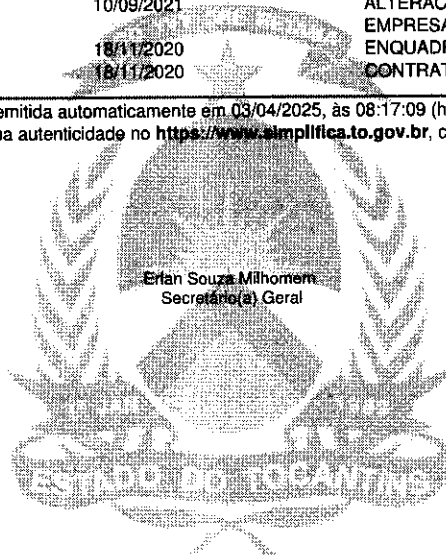 10/09/2021 ALTERAC
EMPRESA
18/11/2020 ENQUADR
18/11/2020 CONTRAT
emitida automaticamente em 03/04/2025, às 08:17:09 (h
ua autenticidade no https://www.simplifica.to.gov.br, c
Erlan Souza Milhomem
Secretário(a) Geral
ESTADO DO TOCANTINS